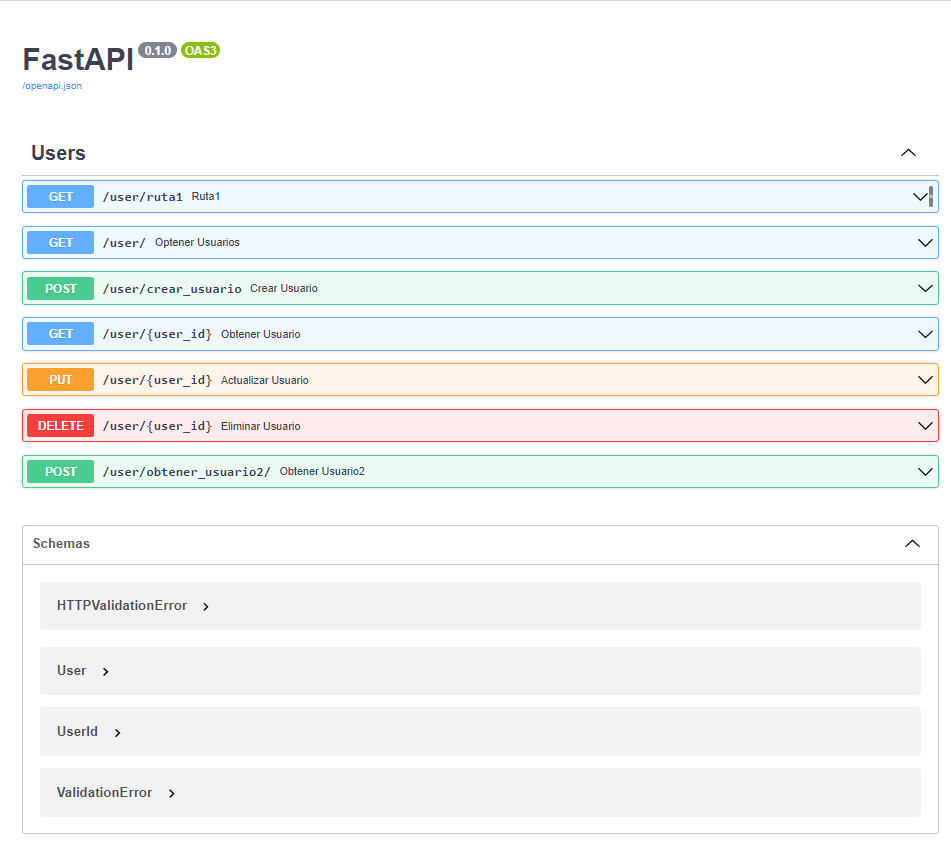 FastAPI 0.1.0 OAS3
/openapi.json
Users
GET /user/ruta1 Ruta1
GET /user/ Optener Usuarios
POST /user/crear_usuario Crear Usuario
GET /user/{user_id} Obtener Usuario
PUT /user/{user_id} Actualizar Usuario
DELETE /user/{user_id} Eliminar Usuario
POST /user/obtener_usuario2/ Obtener Usuario2
Schemas
HTTPValidationError
User
UserId
ValidationError